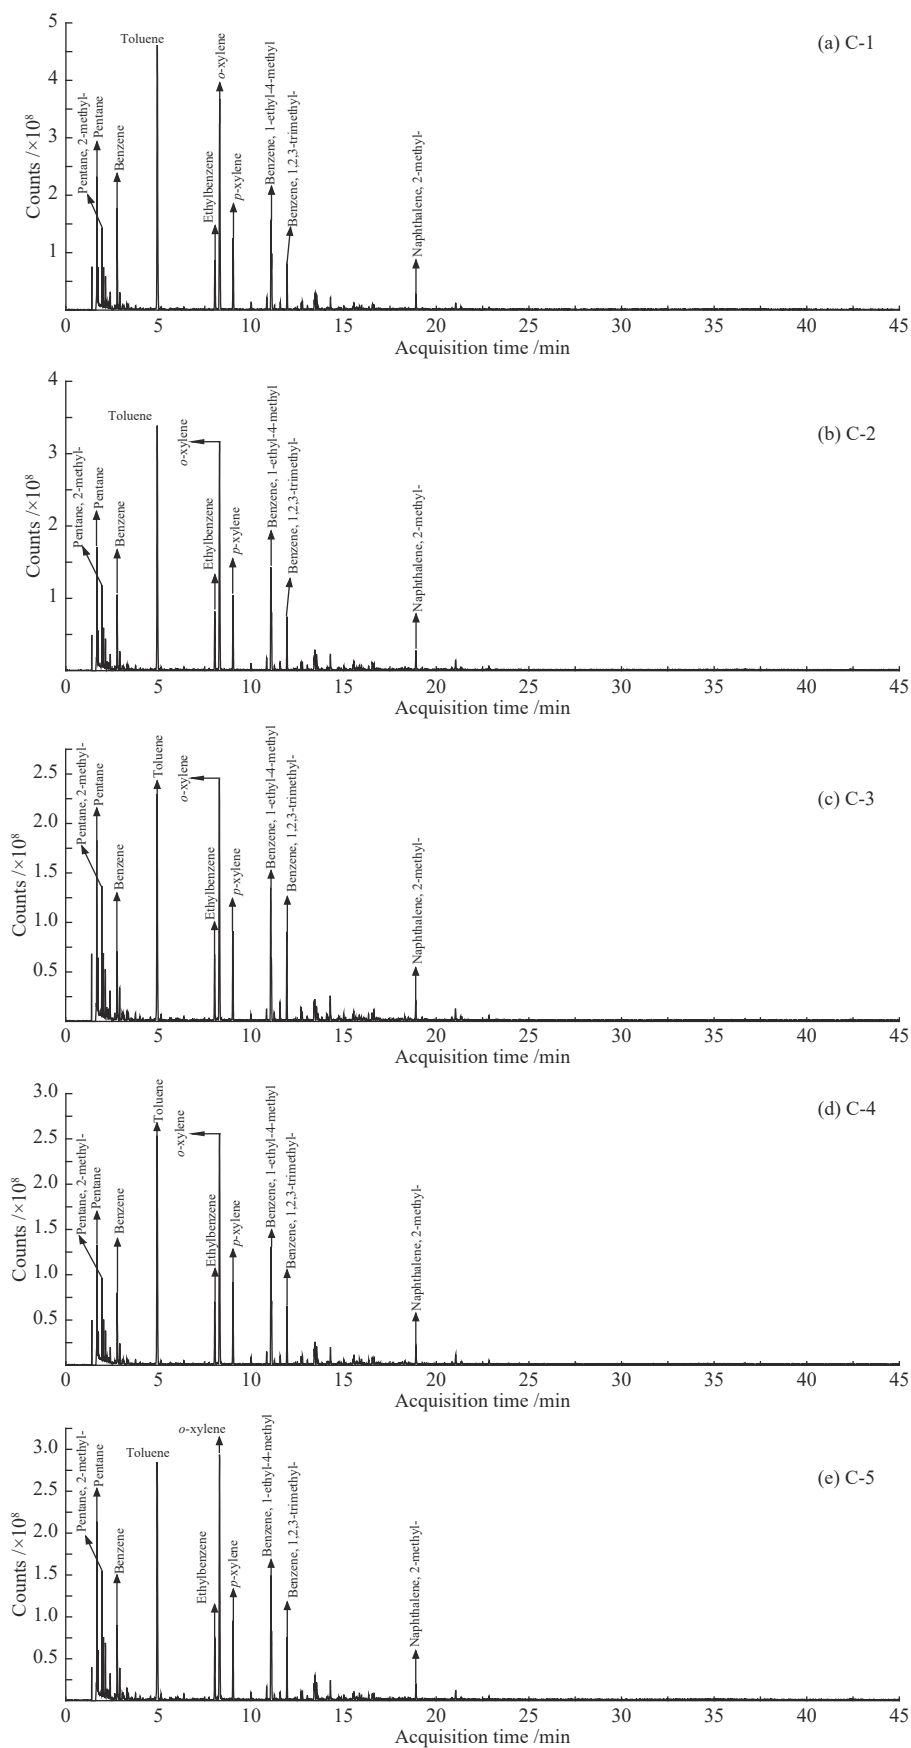 (a) C-1
Counts /×10⁸
5
4
3
2
1
Pentane, 2-methyl-
Pentane
Benzene
Toluene
Ethylbenzene
o-xylene
p-xylene
Benzene, 1-ethyl-4-methyl
Benzene, 1,2,3-trimethyl-
Naphthalene, 2-methyl-
0 5 10 15 20 25 30 35 40 45
Acquisition time /min
(b) C-2
Counts /×10⁸
4
3
2
1
Pentane, 2-methyl-
Pentane
Benzene
Toluene
o-xylene
Ethylbenzene
p-xylene
Benzene, 1-ethyl-4-methyl
Benzene, 1,2,3-trimethyl-
Naphthalene, 2-methyl-
0 5 10 15 20 25 30 35 40 45
Acquisition time /min
(c) C-3
Counts /×10⁸
2.5
2.0
1.5
1.0
0.5
Pentane, 2-methyl-
Pentane
Benzene
Toluene
o-xylene
Ethylbenzene
p-xylene
Benzene, 1-ethyl-4-methyl
Benzene, 1,2,3-trimethyl-
Naphthalene, 2-methyl-
0 5 10 15 20 25 30 35 40 45
Acquisition time /min
(d) C-4
Counts /×10⁸
3.0
2.5
2.0
1.5
1.0
0.5
Pentane, 2-methyl-
Pentane
Benzene
Toluene
o-xylene
Ethylbenzene
p-xylene
Benzene, 1-ethyl-4-methyl
Benzene, 1,2,3-trimethyl-
Naphthalene, 2-methyl-
0 5 10 15 20 25 30 35 40 45
Acquisition time /min
(e) C-5
Counts /×10⁸
3.0
2.5
2.0
1.5
1.0
0.5
Pentane, 2-methyl-
Pentane
Benzene
Toluene
Ethylbenzene
o-xylene
p-xylene
Benzene, 1-ethyl-4-methyl
Benzene, 1,2,3-trimethyl-
Naphthalene, 2-methyl-
0 5 10 15 20 25 30 35 40 45
Acquisition time /min